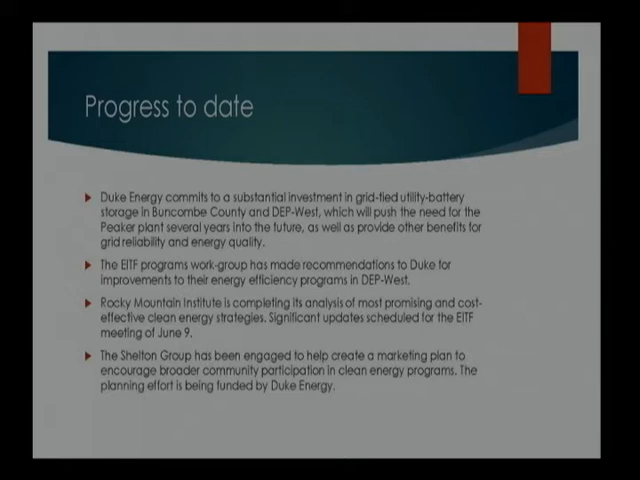 Progress to date
Duke Energy commits to a substantial investment in grid-tied utility-battery
storage in Buncombe County and DEP-West, which will push the need for the
Peaker plant several years into the future, as well as provide other benefits for
grid reliability and energy quality.
The EITF programs work-group has made recommendations to Duke for
improvements to their energy efficiency programs in DEP-West.
Rocky Mountain Institute is completing its analysis of most promising and cost-
effective clean energy strategies. Significant updates scheduled for the EITF
meeting of June 9.
The Shelton Group has been engaged to help create a marketing plan to
encourage broader community participation in clean energy programs. The
planning effort is being funded by Duke Energy.